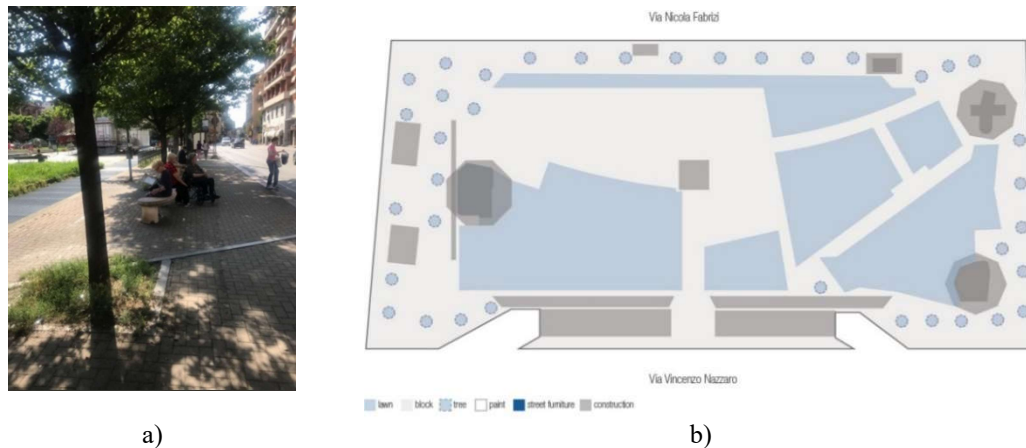 Via Nicola Fabrizi
Via Vincenzo Nazzaro
lawn block tree paint street furniture construction
a) b)